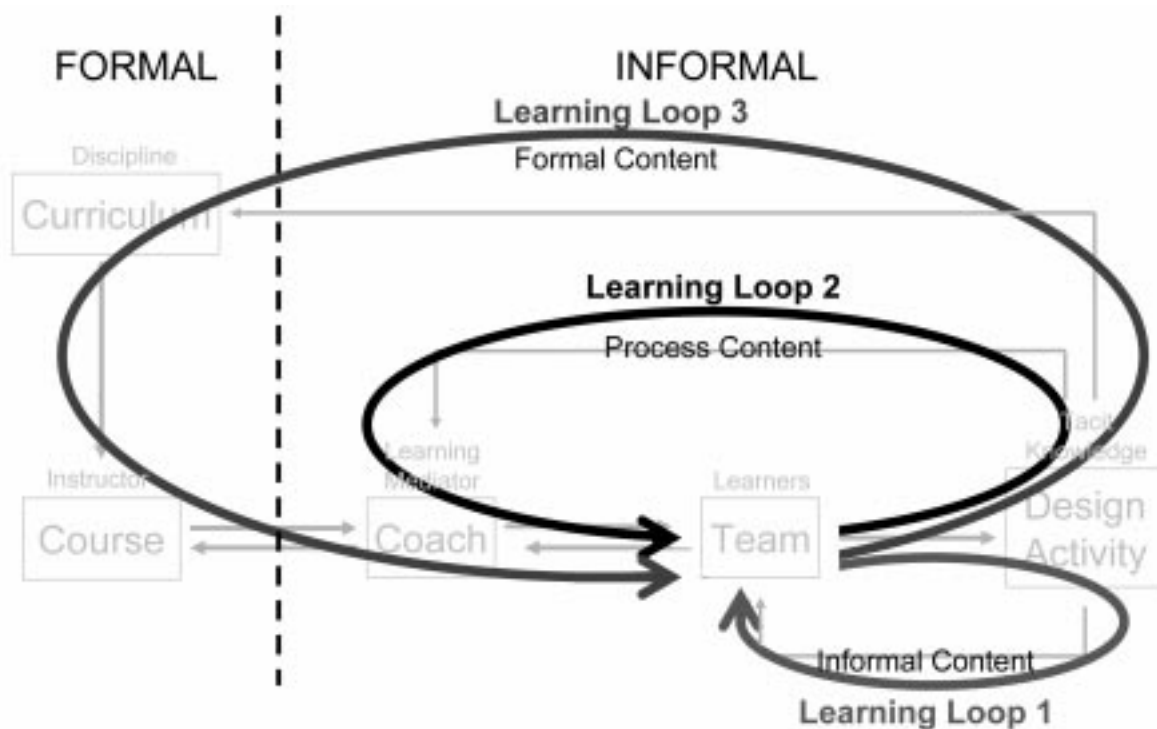 FORMAL
INFORMAL
Learning Loop 3
Formal Content
Discipline
Curriculum
Learning Loop 2
Process Content
Tacit
Knowledge
Learning
Mediator
Instructor
Learners
Course
Coach
Team
Design
Activity
Informal Content
Learning Loop 1